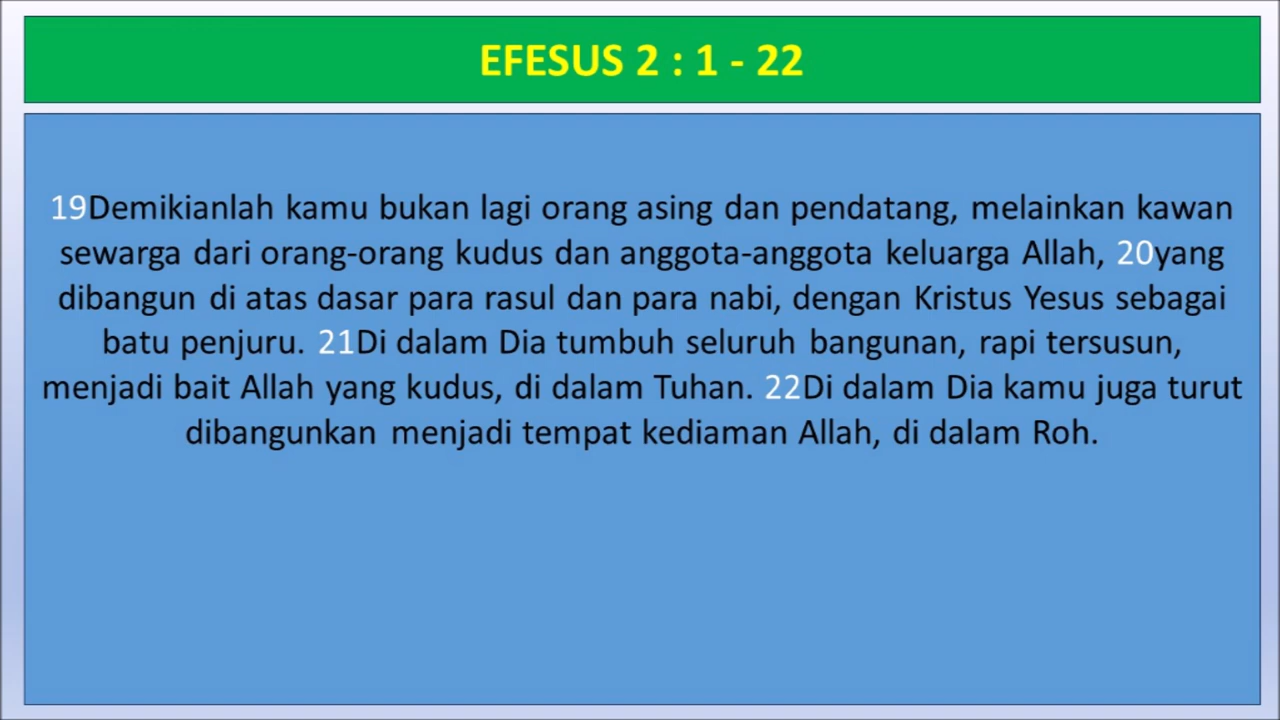 EFESUS 2 : 1 - 22
19Demikianlah kamu bukan lagi orang asing dan pendatang, melainkan kawan
sewarga dari orang-orang kudus dan anggota-anggota keluarga Allah, 20yang
dibangun di atas dasar para rasul dan para nabi, dengan Kristus Yesus sebagai
batu penjuru. 21Di dalam Dia tumbuh seluruh bangunan, rapi tersusun,
menjadi bait Allah yang kudus, di dalam Tuhan. 22Di dalam Dia kamu juga turut
dibangunkan menjadi tempat kediaman Allah, di dalam Roh.